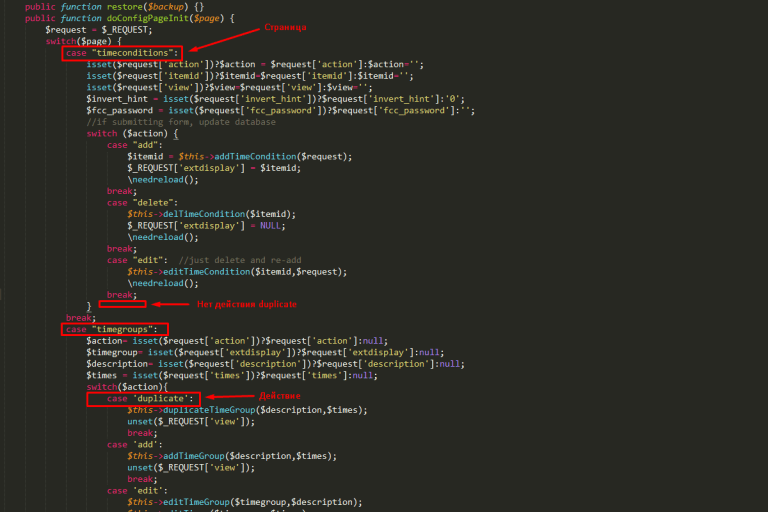 public function restore($backup) {}
public function doConfigPageInit($page) {
$request = $_REQUEST;
Страница
switch($page) {
case "timeconditions":
isset($request['action'])?$action = $request['action']:$action='';
isset($request['itemid'])?$itemid=$request['itemid']:$itemid='';
isset($request['view'])?$view=$request['view']:$view='';
$invert_hint = isset($request['invert_hint'])?$request['invert_hint']:'0';
$fcc_password = isset($request['fcc_password'])?$request['fcc_password']:'';
//if submitting form, update database
switch ($action) {
case "add":
$itemid = $this->addTimeCondition($request);
$_REQUEST['extdisplay'] = $itemid;
\needreload();
break;
case "delete":
$this->delTimeCondition($itemid);
$_REQUEST['extdisplay'] = NULL;
\needreload();
break;
case "edit": //just delete and re-add
$this->editTimeCondition($itemid,$request);
\needreload();
break;
} Нет действия duplicate
break;
case "timegroups":
$action= isset($request['action'])?$request['action']:null;
$timegroup= isset($request['extdisplay'])?$request['extdisplay']:null;
$description= isset($request['description'])?$request['description']:null;
$times = isset($request['times'])?$request['times']:null;
switch($action){
case 'duplicate': Действие
$this->duplicateTimeGroup($description,$times);
unset($_REQUEST['view']);
break;
case 'add':
$this->addTimeGroup($description,$times);
unset($_REQUEST['view']);
break;
case 'edit':
$this->editTimeGroup($timegroup,$description);